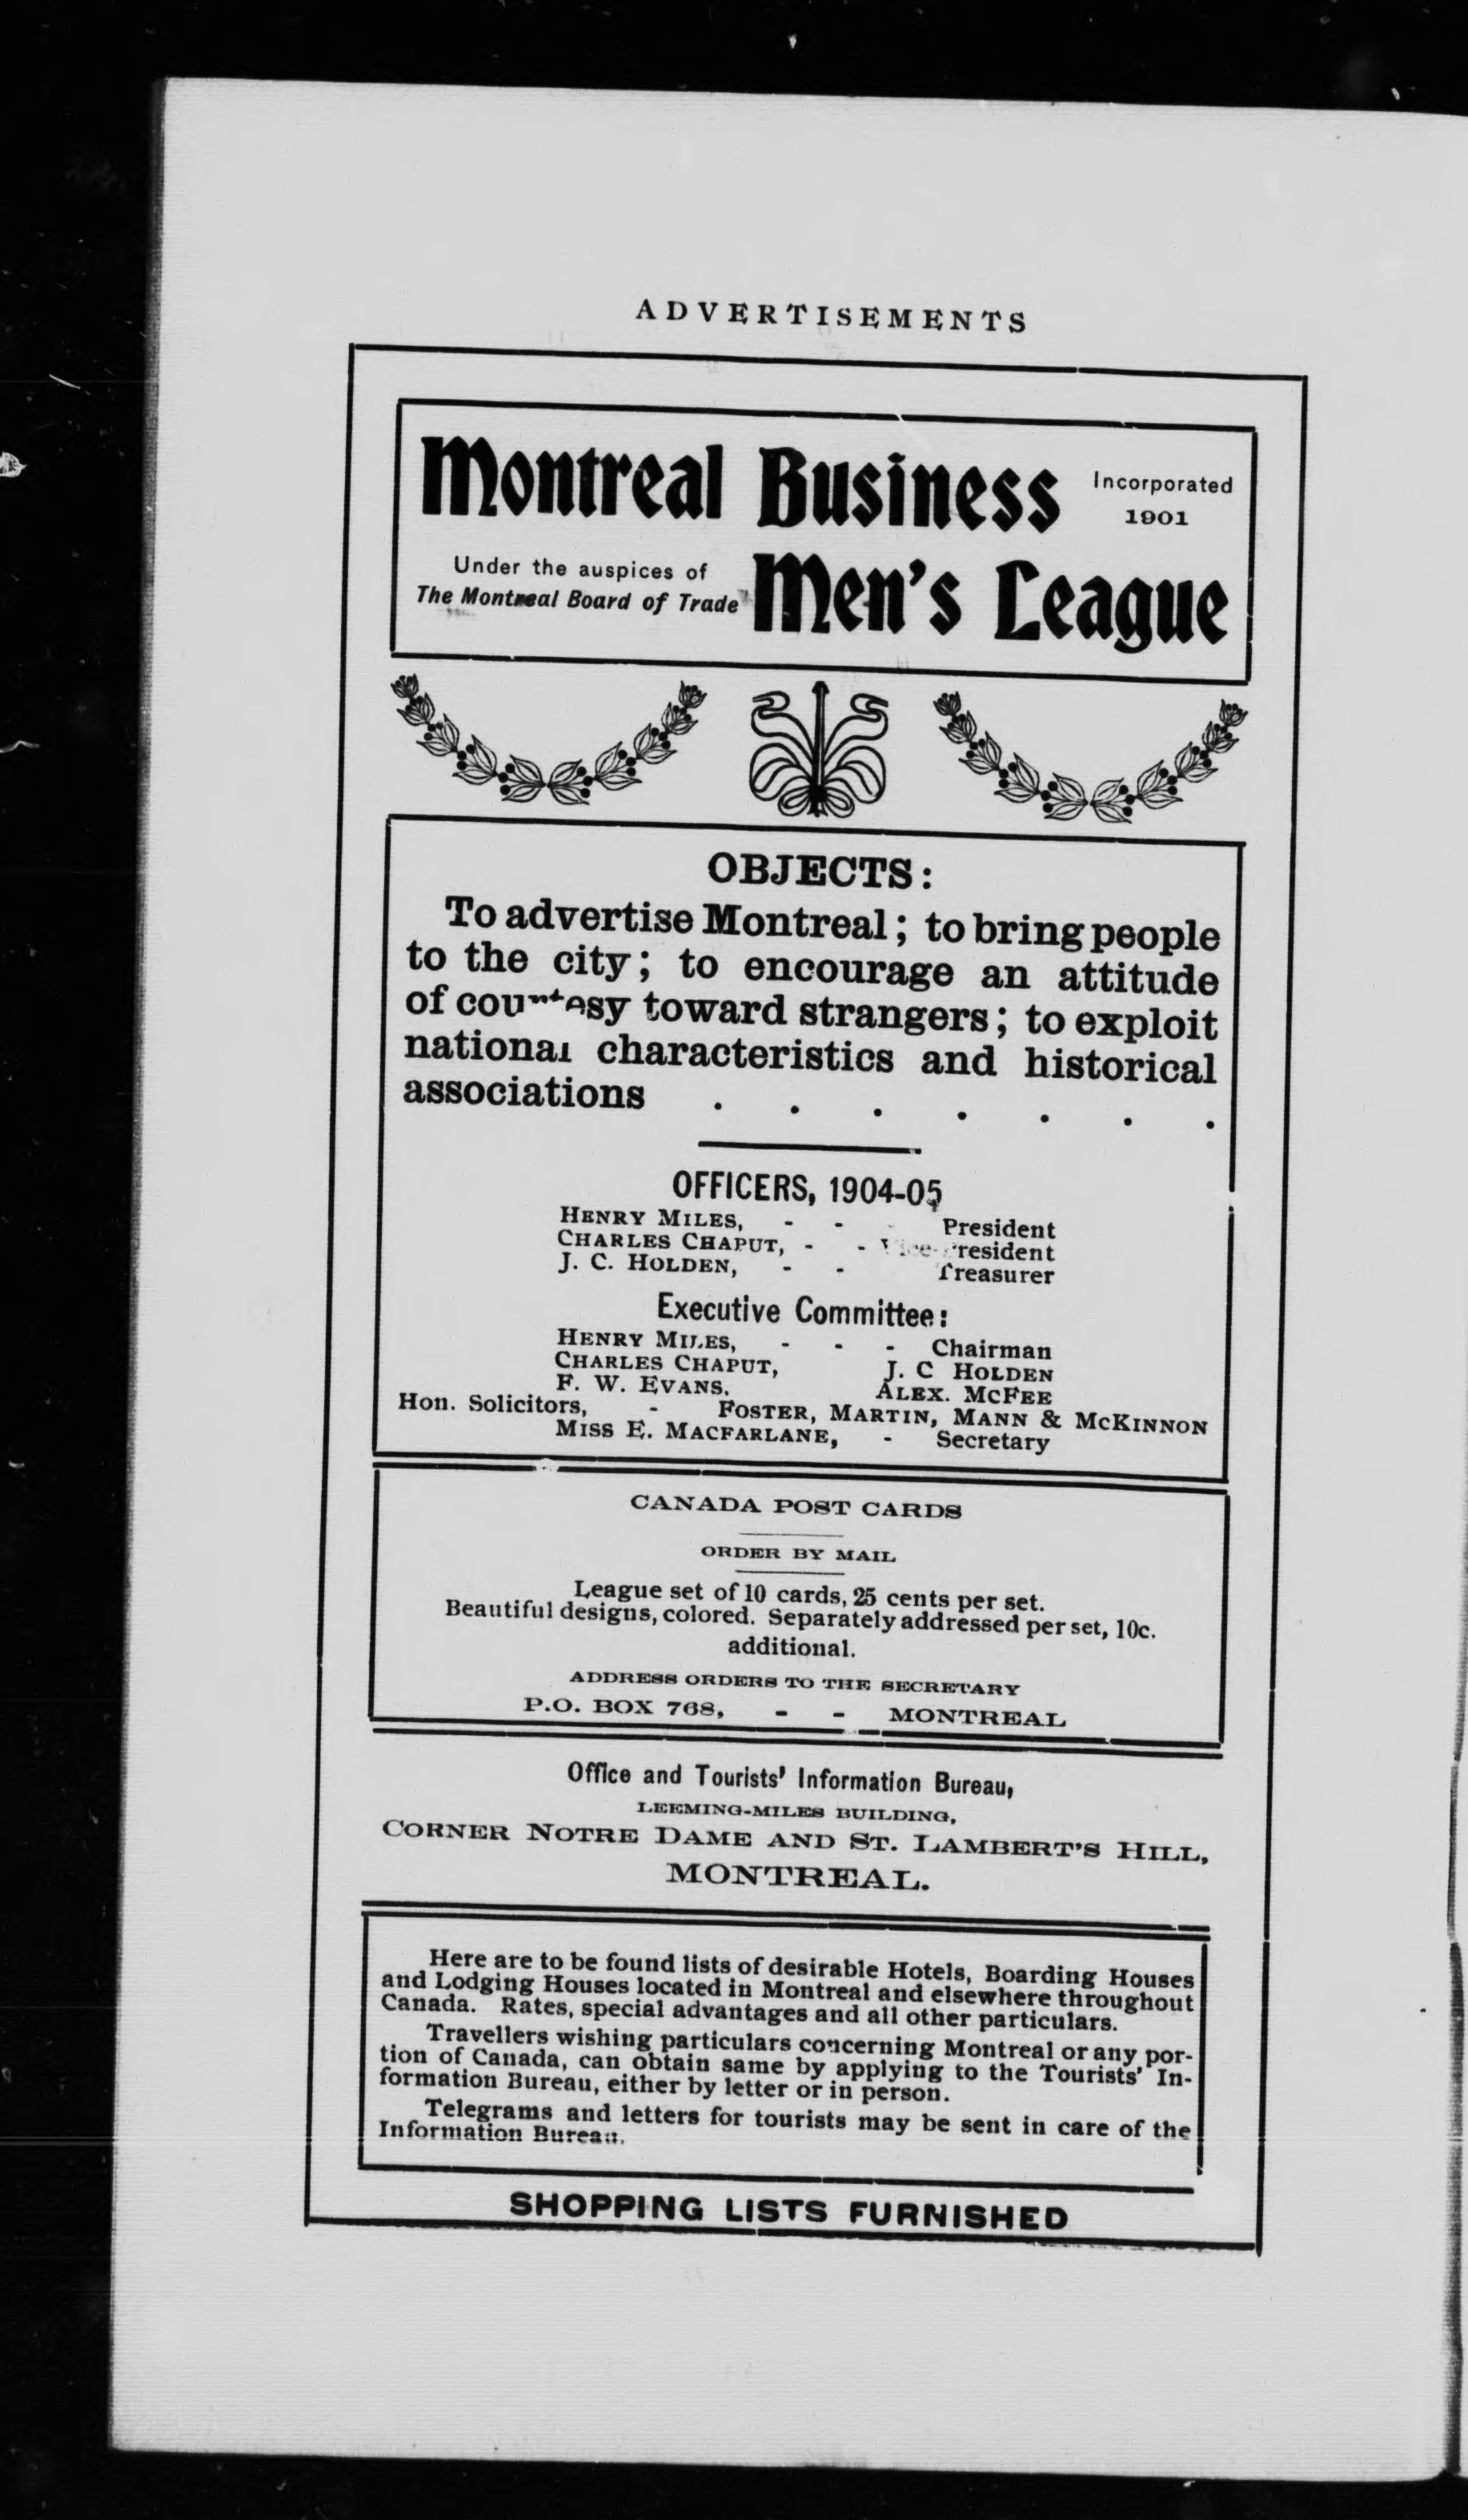 ADVERTISEMENTS
Montreal Business
Incorporated
1901
Under the auspices of
The Montreal Board of Trade
Men's League
OBJECTS:
To advertise Montreal; to bring people
to the city; to encourage an attitude
of courtesy toward strangers; to exploit
national characteristics and historical
associations . . . . . . .
OFFICERS, 1904-05
HENRY MILES, - - - President
CHARLES CHAPUT, - - Vice-President
J. C. HOLDEN, - - Treasurer
Executive Committee:
HENRY MILES, - - - Chairman
CHARLES CHAPUT, J. C HOLDEN
F. W. EVANS. ALEX. MCFEE
Hon. Solicitors, - FOSTER, MARTIN, MANN & MCKINNON
MISS E. MACFARLANE, - Secretary
CANADA POST CARDS
ORDER BY MAIL
League set of 10 cards, 25 cents per set.
Beautiful designs, colored. Separately addressed per set, 10c.
additional.
ADDRESS ORDERS TO THE SECRETARY
P.O. BOX 768, - - MONTREAL
Office and Tourists' Information Bureau,
LEEMING-MILES BUILDING,
CORNER NOTRE DAME AND ST. LAMBERT'S HILL,
MONTREAL.
Here are to be found lists of desirable Hotels, Boarding Houses
and Lodging Houses located in Montreal and elsewhere throughout
Canada. Rates, special advantages and all other particulars.
Travellers wishing particulars concerning Montreal or any por-
tion of Canada, can obtain same by applying to the Tourists' In-
formation Bureau, either by letter or in person.
Telegrams and letters for tourists may be sent in care of the
Information Bureau.
SHOPPING LISTS FURNISHED